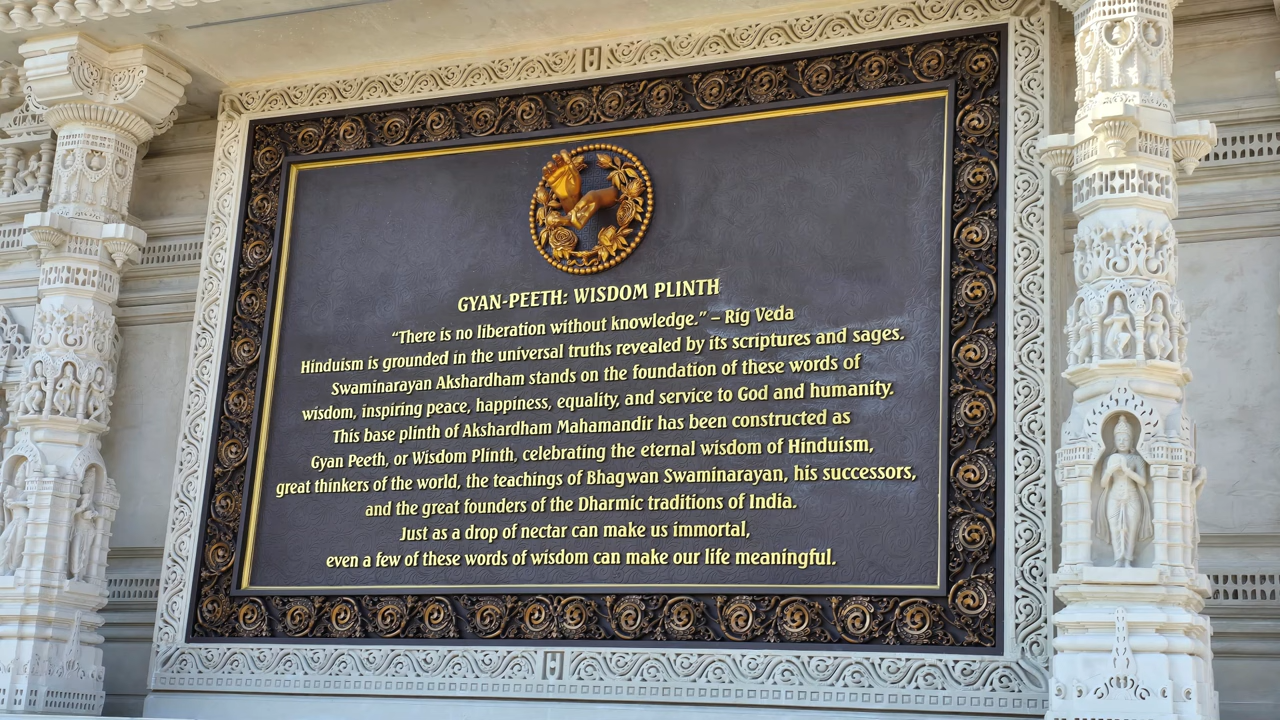 GYAN-PEETH: WISDOM PLINTH
“There is no liberation without knowledge.” – Rig Veda
Hinduism is grounded in the universal truths revealed by its scriptures and sages.
Swaminarayan Akshardham stands on the foundation of these words of
wisdom, inspiring peace, happiness, equality, and service to God and humanity.
This base plinth of Akshardham Mahamandir has been constructed as
Gyan Peeth, or Wisdom Plinth, celebrating the eternal wisdom of Hinduism,
great thinkers of the world, the teachings of Bhagwan Swaminarayan, his successors,
and the great founders of the Dharmic traditions of India.
Just as a drop of nectar can make us immortal,
even a few of these words of wisdom can make our life meaningful.